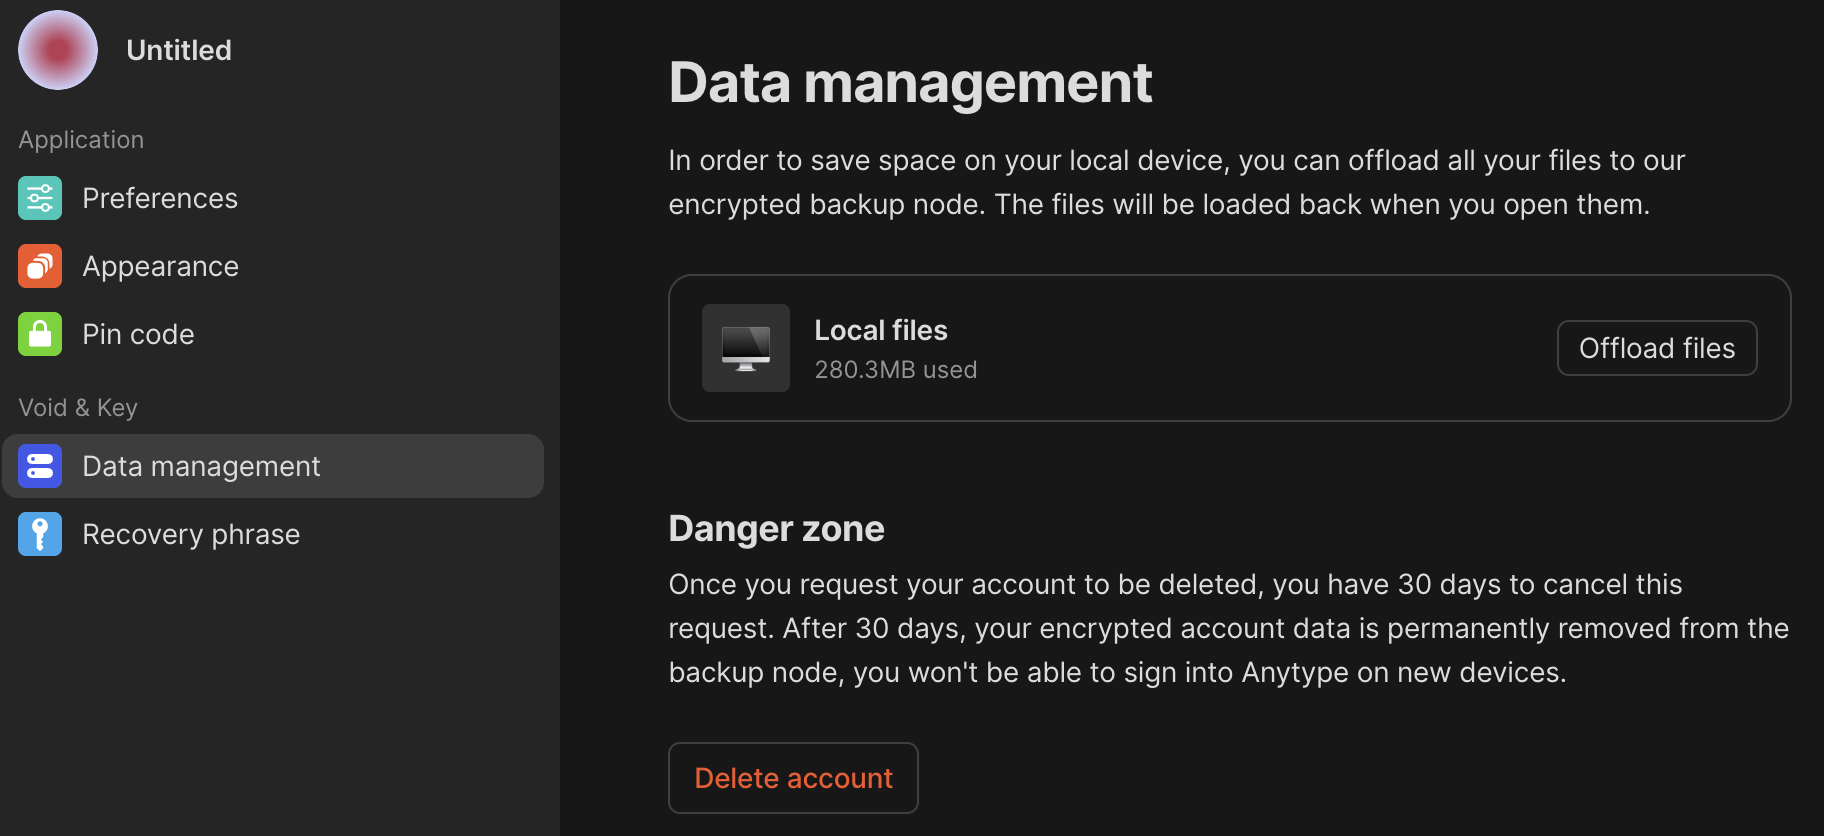 Untitled
Application
Preferences
Appearance
Pin code
Void & Key
Data management
Recovery phrase
Data management
In order to save space on your local device, you can offload all your files to our
encrypted backup node. The files will be loaded back when you open them.
Local files
280.3MB used
Offload files
Danger zone
Once you request your account to be deleted, you have 30 days to cancel this
request. After 30 days, your encrypted account data is permanently removed from the
backup node, you won't be able to sign into Anytype on new devices.
Delete account